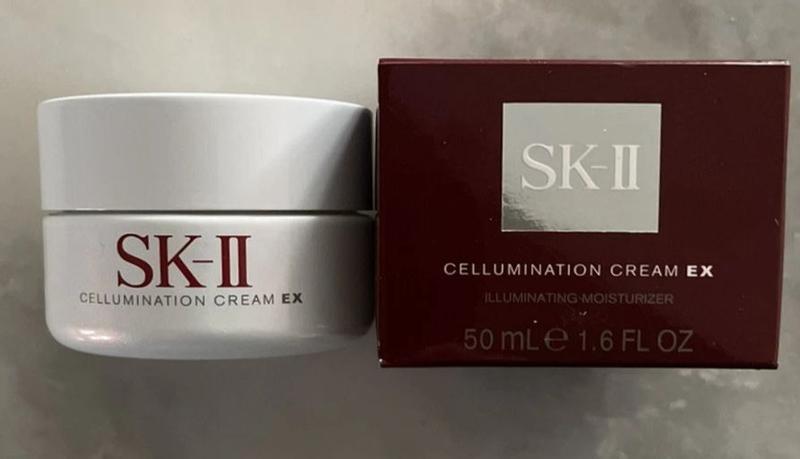 SK-II
CELLUMINATION CREAM EX
SK-II
CELLUMINATION CREAM EX
ILLUMINATING MOISTURIZER
50 mL ℮ 1.6 FL OZ